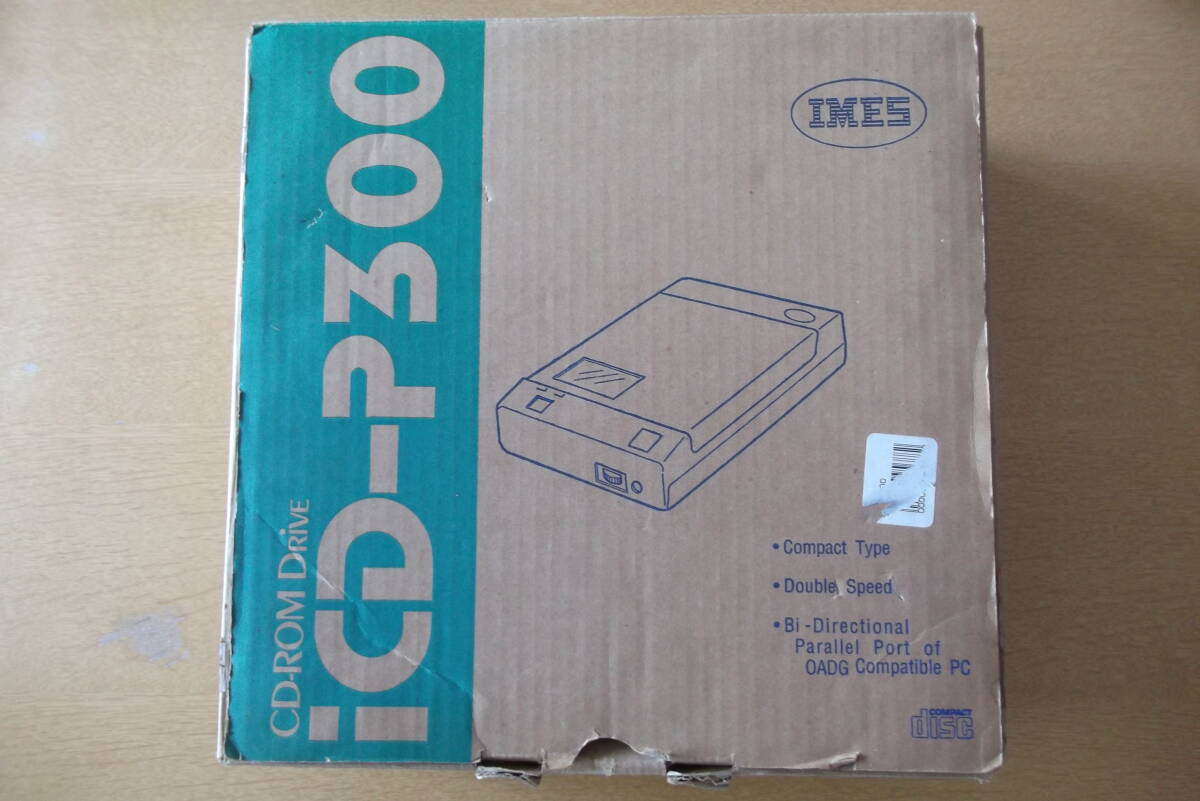 CD-ROM DRiVE
iCD-P300
IMES
• Compact Type
• Double Speed
• Bi-Directional
Parallel Port of
OADG Compatible PC
COMPACT
disc